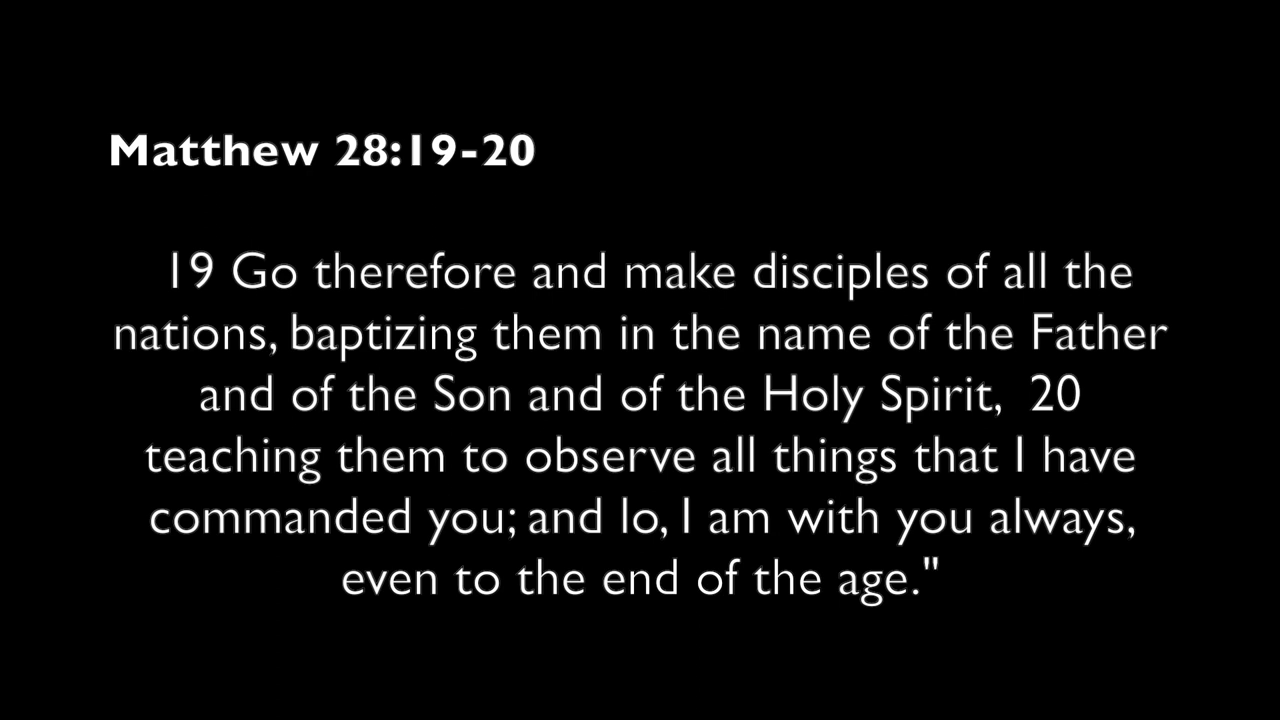 Matthew 28:19-20
19 Go therefore and make disciples of all the
nations, baptizing them in the name of the Father
and of the Son and of the Holy Spirit,  20
teaching them to observe all things that I have
commanded you; and lo, I am with you always,
even to the end of the age."